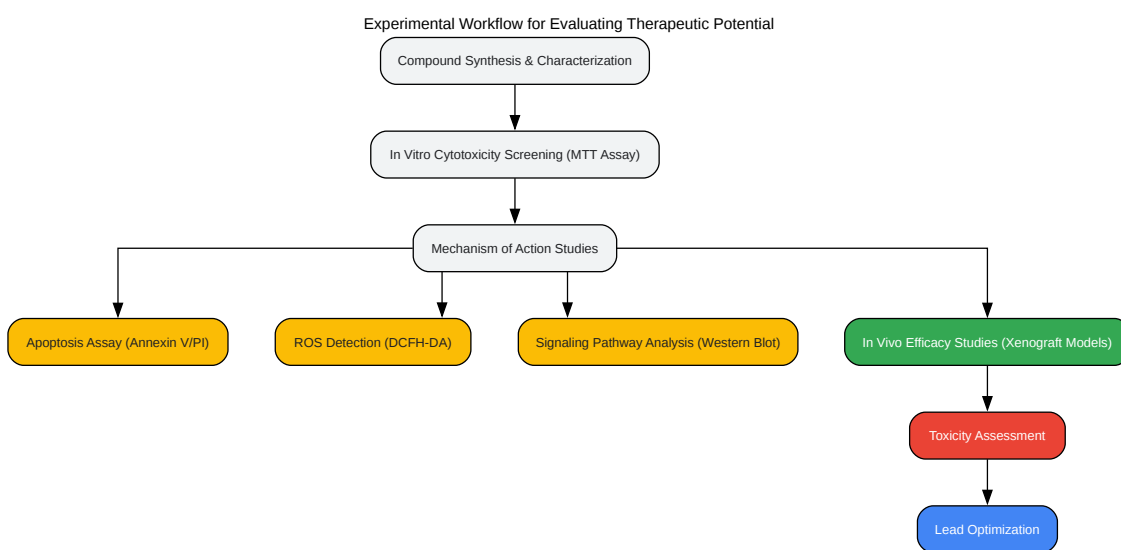 Experimental Workflow for Evaluating Therapeutic Potential
Compound Synthesis & Characterization
In Vitro Cytotoxicity Screening (MTT Assay)
Mechanism of Action Studies
Apoptosis Assay (Annexin V/PI)
ROS Detection (DCFH-DA)
Signaling Pathway Analysis (Western Blot)
In Vivo Efficacy Studies (Xenograft Models)
Toxicity Assessment
Lead Optimization